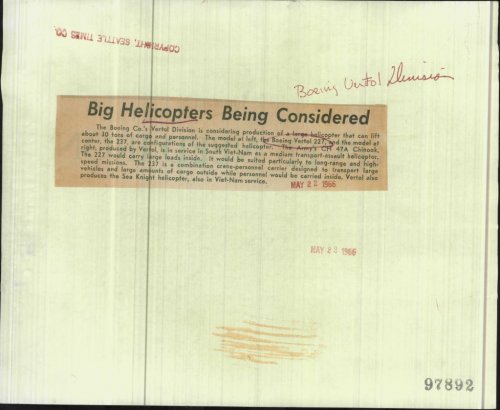 COPYRIGHT, SEATTLE TIMES CO.
Boeing Vertol Division
Big Helicopters Being Considered
The Boeing Co.'s Vertol Division is considering production of a large helicopter that can lift
about 30 tons of cargo and personnel. The model at left, the Boeing Vertol 227, and the model at
center, the 237, are configurations of the suggested helicopter. The Army's CH 47A Chinook,
right, produced by Vertol, is in service in South Viet-Nam as a medium transport-assault helicopter.
The 227 would carry large loads inside. It would be suited particularly to long-range and high-
speed missions. The 237 is a combination crane-personnel carrier designed to transport large
vehicles and large amounts of cargo outside while personnel would be carried inside. Vertol also
produces the Sea Knight helicopter, also in Viet-Nam service.
MAY 22 1966
MAY 23 1966
97892